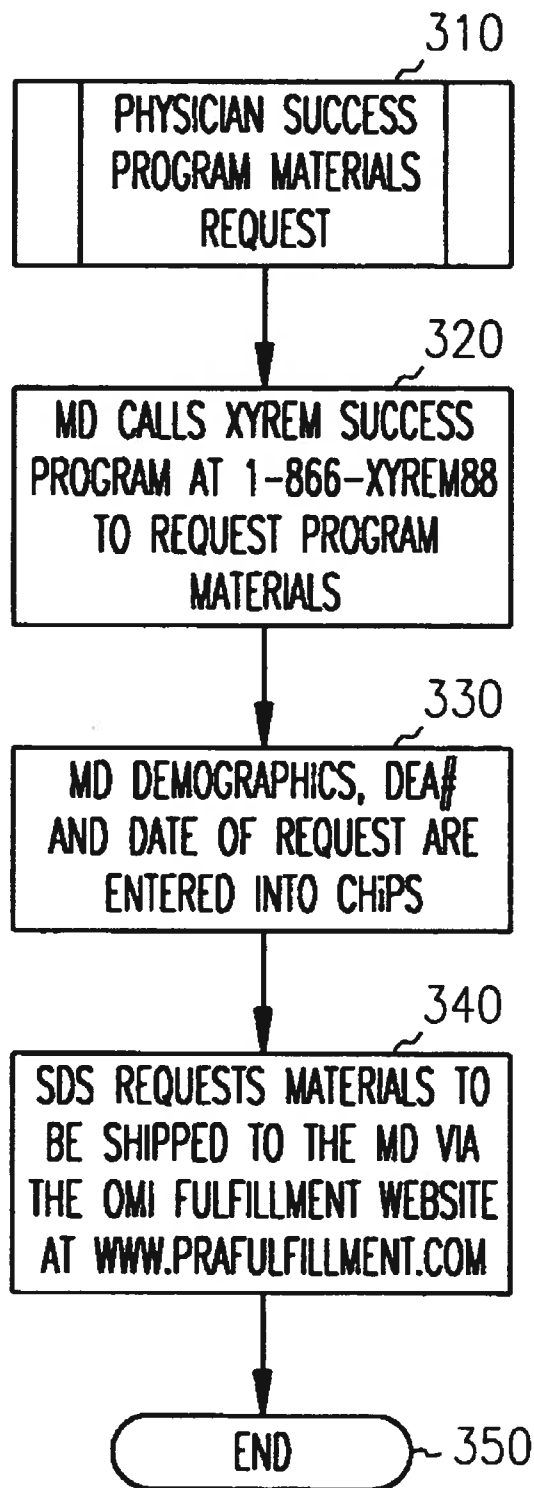 310
PHYSICIAN SUCCESS
PROGRAM MATERIALS
REQUEST
320
MD CALLS XYREM SUCCESS
PROGRAM AT 1-866-XYREM88
TO REQUEST PROGRAM
MATERIALS
330
MD DEMOGRAPHICS, DEA#
AND DATE OF REQUEST ARE
ENTERED INTO CHiPS
340
SDS REQUESTS MATERIALS TO
BE SHIPPED TO THE MD VIA
THE OMI FULFILLMENT WEBSITE
AT WWW.PRAFULFILLMENT.COM
END
350